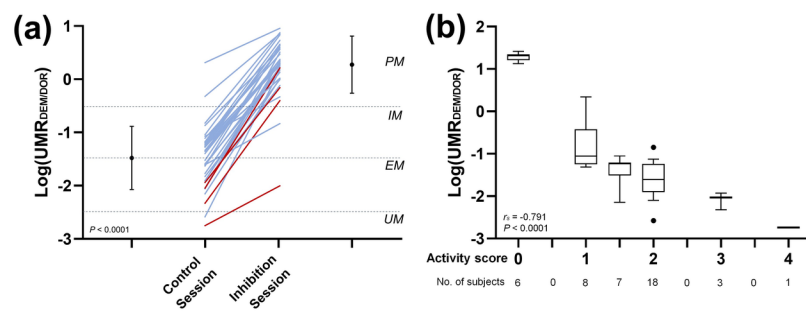 (a)
Log(UMRDEM/DOR)
1
0
-1
-2
-3
PM
IM
EM
UM
P < 0.0001
Control
Session
Inhibition
Session
(b)
Log(UMRDEM/DOR)
2
1
0
-1
-2
-3
rs = -0.791
P < 0.0001
Activity score 0 1 2 3 4
No. of subjects 6 0 8 7 18 0 3 0 1